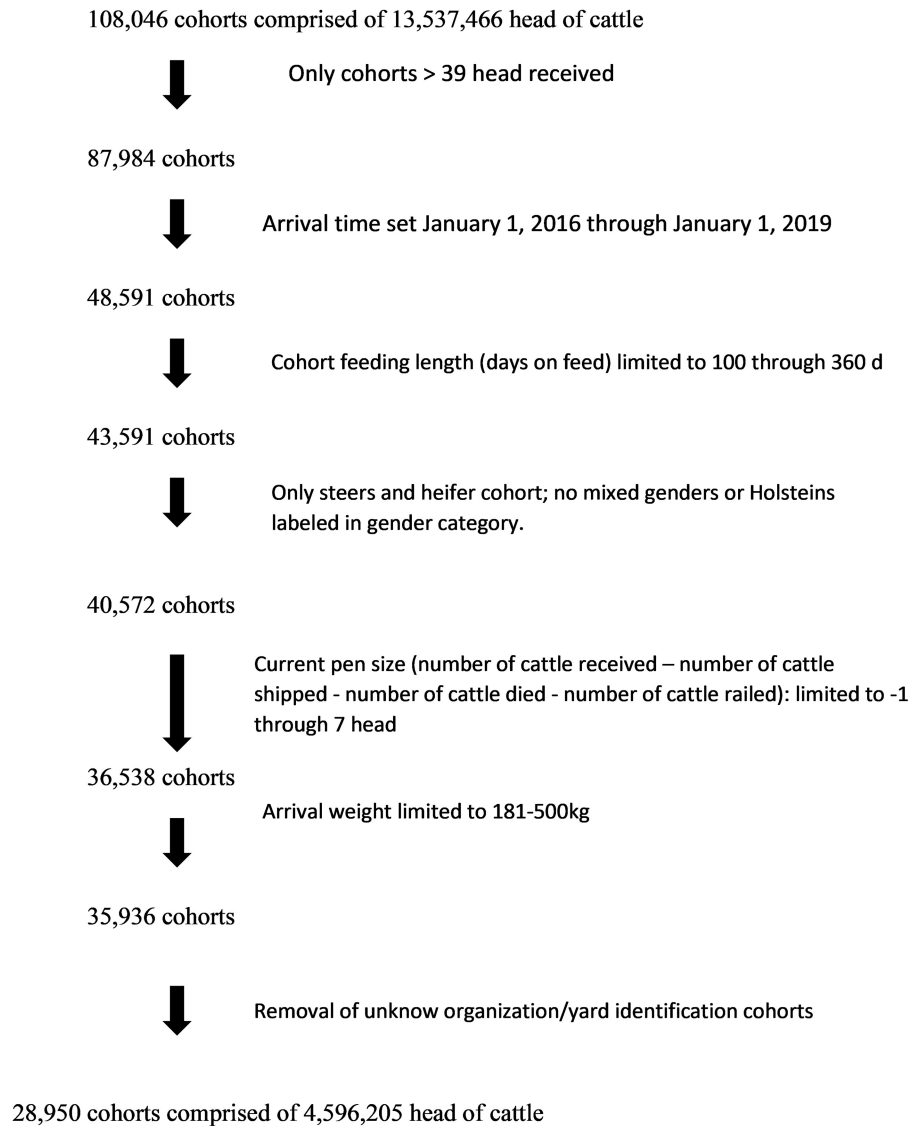 108,046 cohorts comprised of 13,537,466 head of cattle
Only cohorts > 39 head received
87,984 cohorts
Arrival time set January 1, 2016 through January 1, 2019
48,591 cohorts
Cohort feeding length (days on feed) limited to 100 through 360 d
43,591 cohorts
Only steers and heifer cohort; no mixed genders or Holsteins
labeled in gender category.
40,572 cohorts
Current pen size (number of cattle received – number of cattle
shipped - number of cattle died - number of cattle railed): limited to -1
through 7 head
36,538 cohorts
Arrival weight limited to 181-500kg
35,936 cohorts
Removal of unknow organization/yard identification cohorts
28,950 cohorts comprised of 4,596,205 head of cattle